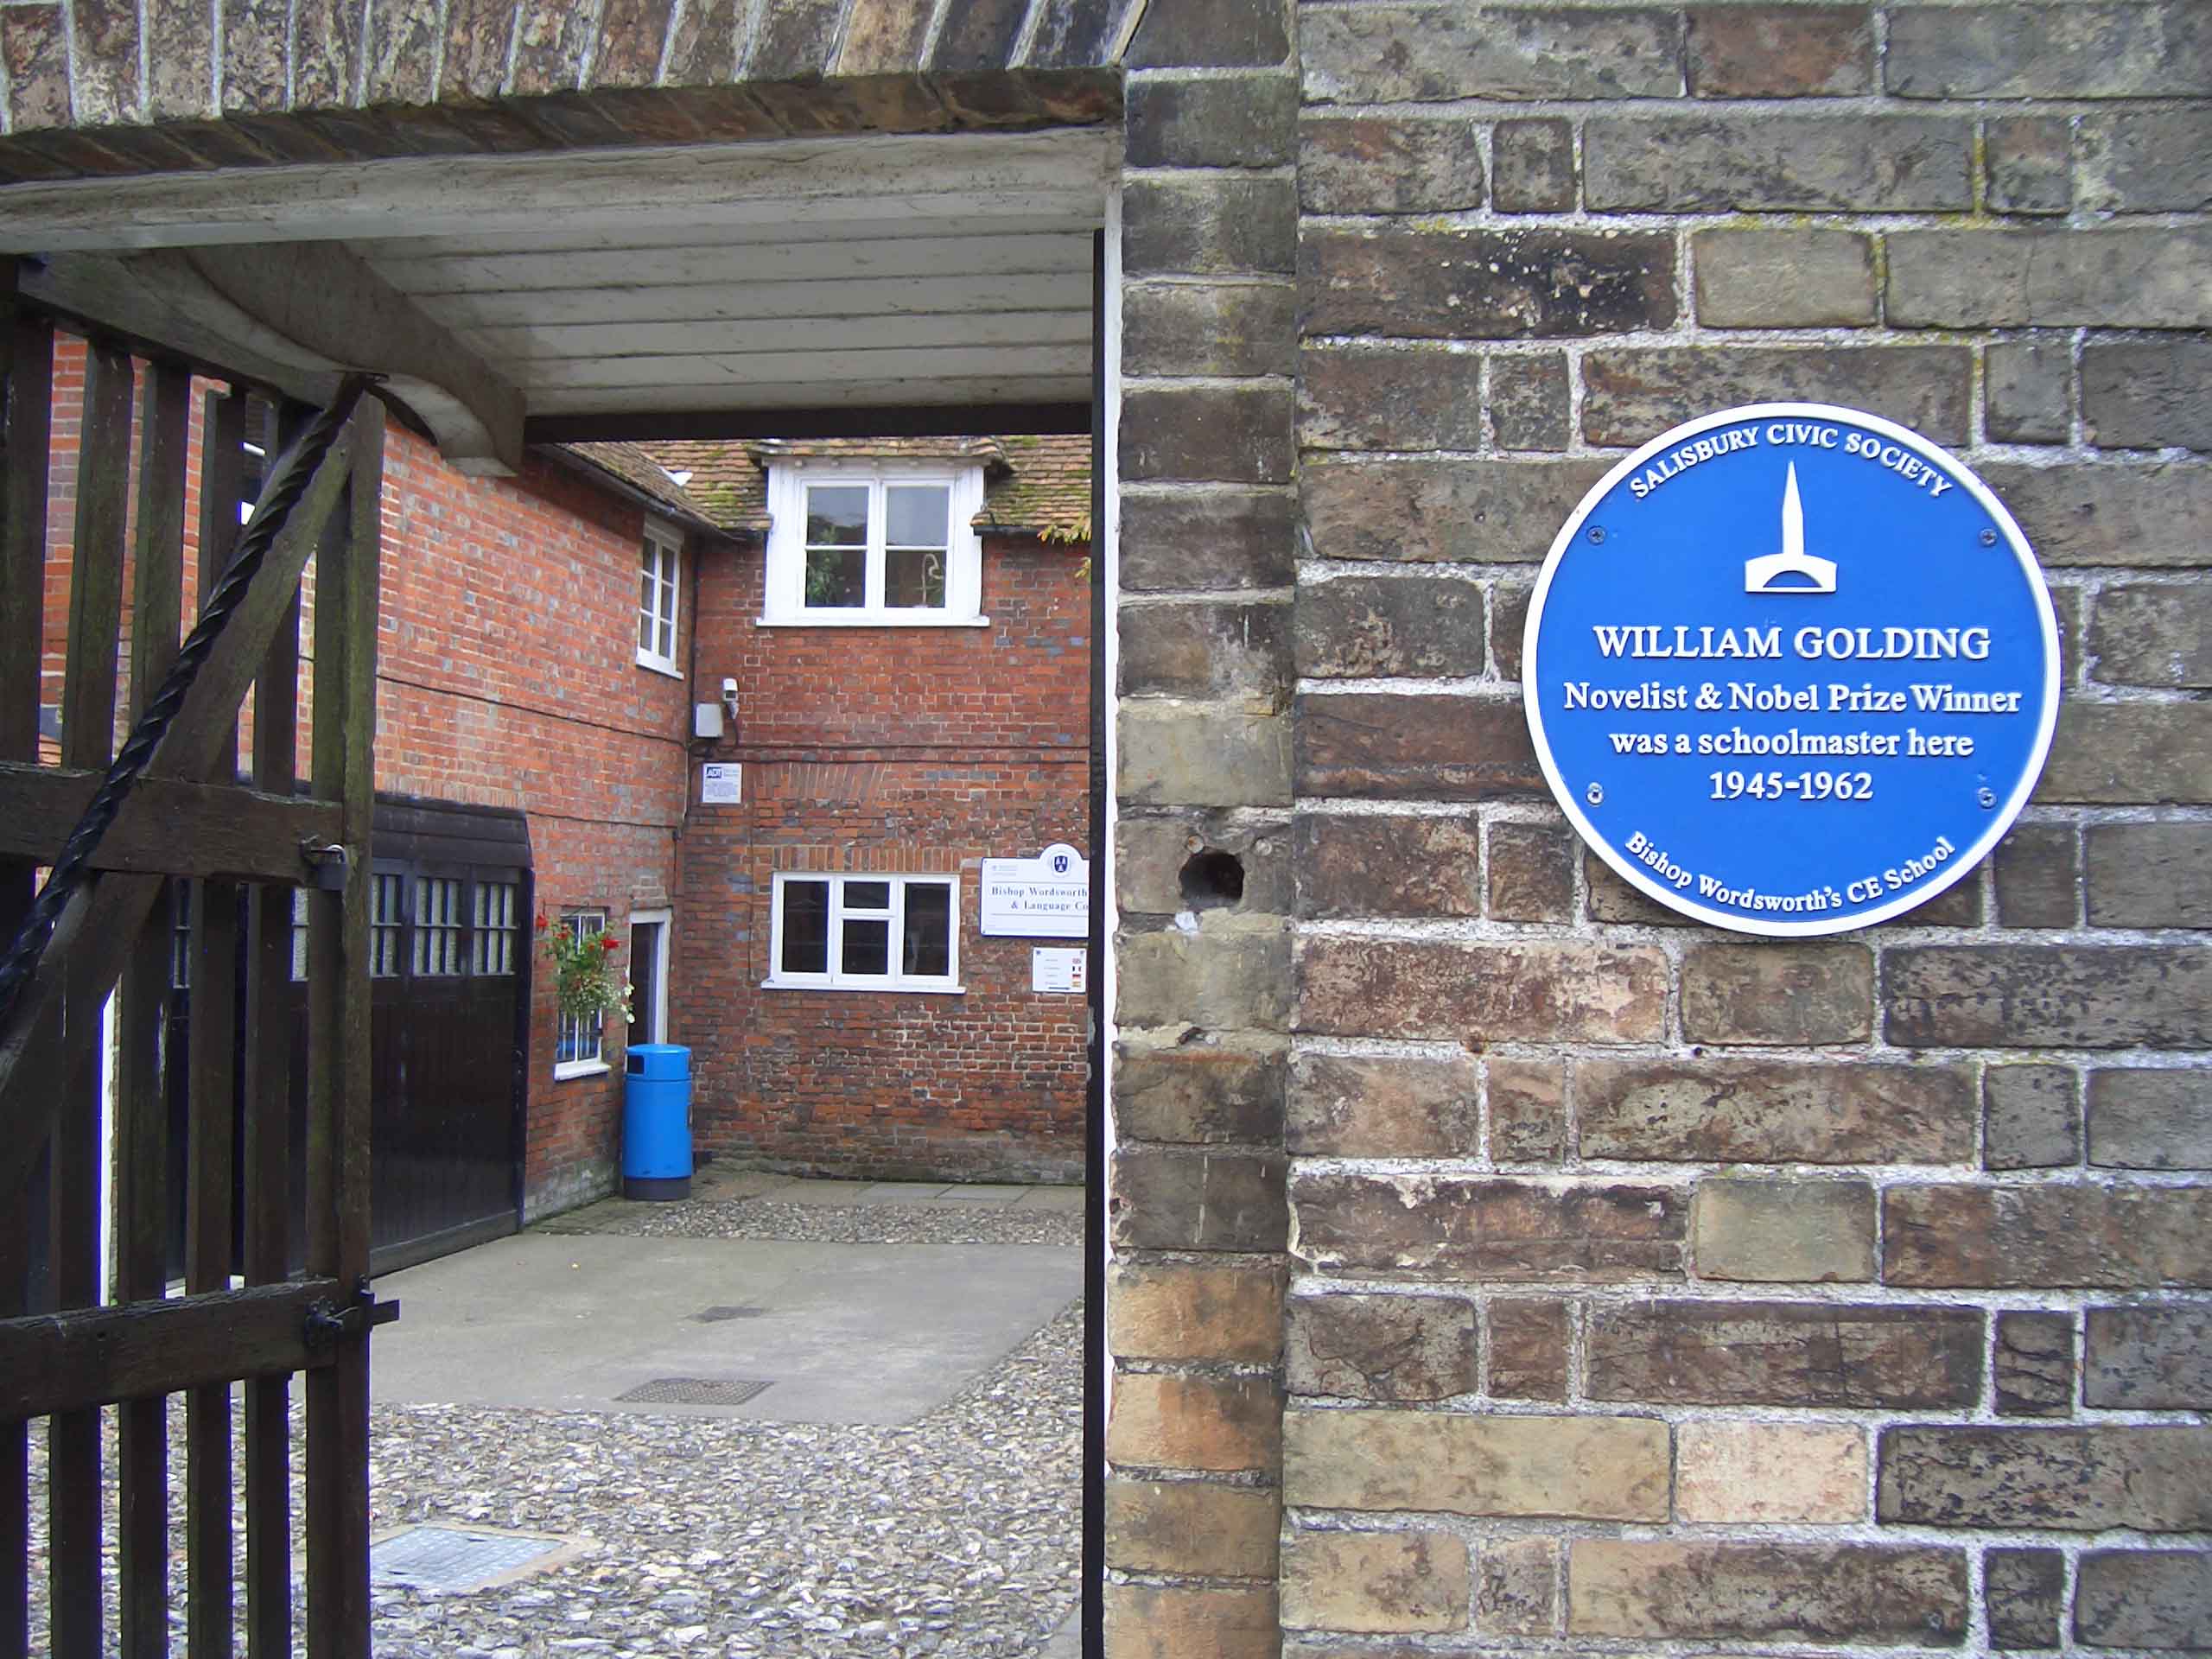 SALISBURY CIVIC SOCIETY
WILLIAM GOLDING
Novelist & Nobel Prize Winner
was a schoolmaster here
1945-1962
Bishop Wordsworth's CE School
ADT
Bishop Wordsworth
& Language Co